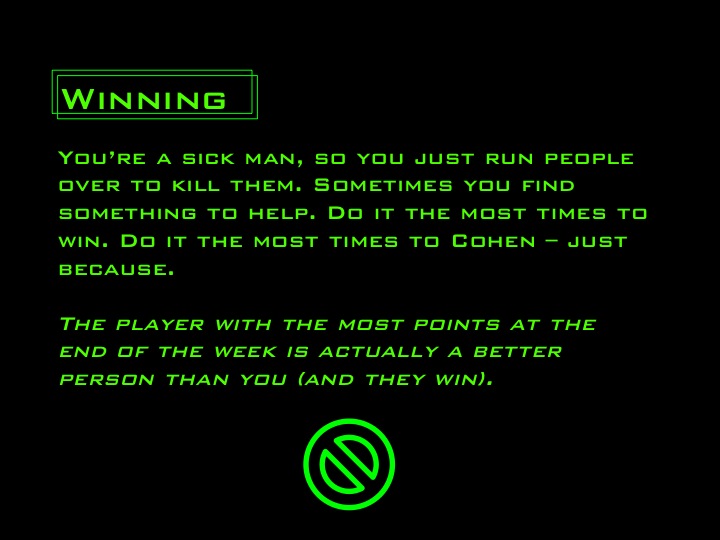 Winning
You're a sick man, so you just run people
over to kill them. Sometimes you find
something to help. Do it the most times to
win. Do it the most times to Cohen – just
because.
The player with the most points at the
end of the week is actually a better
person than you (and they win).